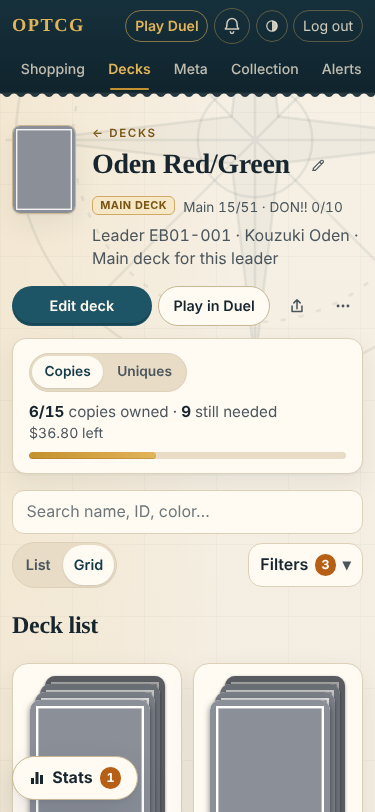 OPTCG
Play Duel
Log out
Shopping Decks Meta Collection Alerts
← DECKS
Oden Red/Green
MAIN DECK Main 15/51 · DON!! 0/10
Leader EB01-001 · Kouzuki Oden ·
Main deck for this leader
Edit deck Play in Duel
Copies Uniques
6/15 copies owned · 9 still needed
$36.80 left
Search name, ID, color...
List Grid Filters 3 ▾
Deck list
Stats 1